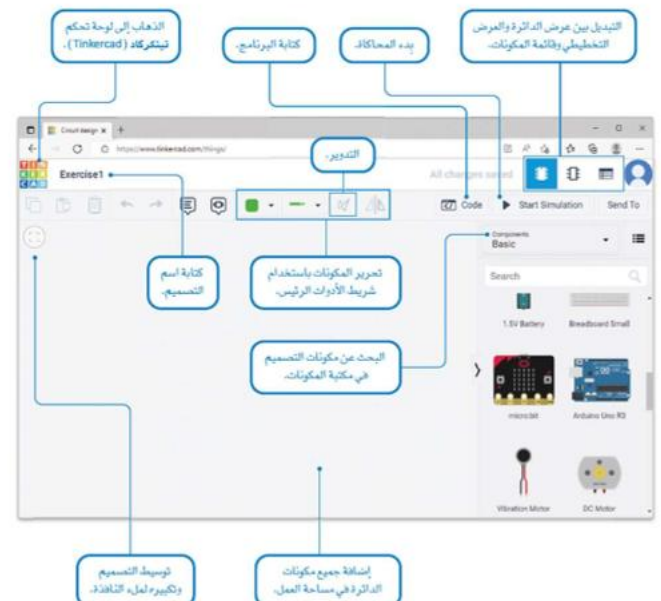 التبديل بين عرض الدائرة والعرض
التخطيطي وقائمة المكونات.
بدء المحاكاة.
كتابة البرنامج.
الذهاب إلى لوحة تحكم
تينكركاد (Tinkercad).
Circuit design
https://www.tinkercad.com/things/
TINKERCAD
Exercise1
التدوير.
All changes saved
Code
Start Simulation
Send To
Components
Basic
Search
كتابة اسم
التصميم.
تحرير المكونات باستخدام
شريط الأدوات الرئيس.
1.5V Battery
Breadboard Small
البحث عن مكونات التصميم
في مكتبة المكونات.
micro:bit
Arduino Uno R3
Vibration Motor
DC Motor
إضافة جميع مكونات
الدائرة في مساحة العمل.
توسيط التصميم
وتكبيره لملء النافذة.